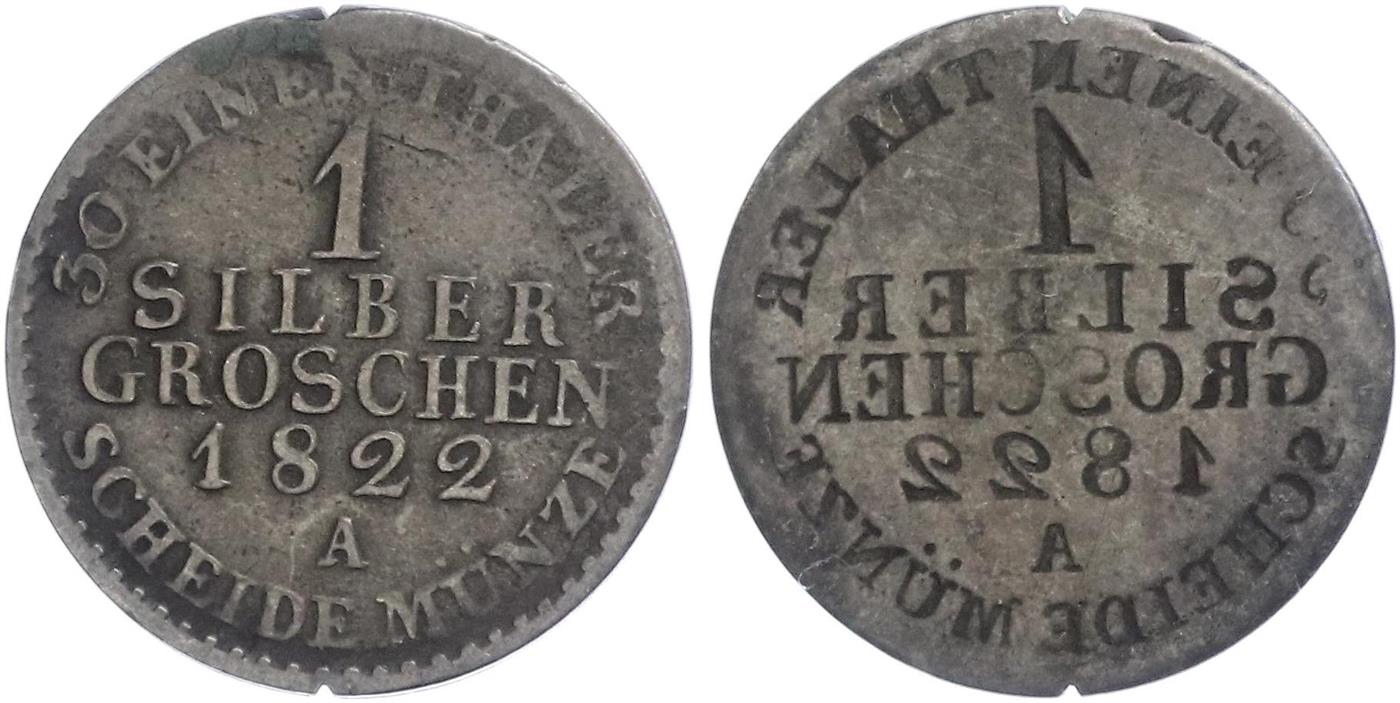 30 EINEN THALER
1
SILBER
GROSCHEN
1822
A
SCHEIDE MÜNZE
EINEN THALER
1
SILBER
GROSCHEN
1822
A
SCHEIDE MÜNZE